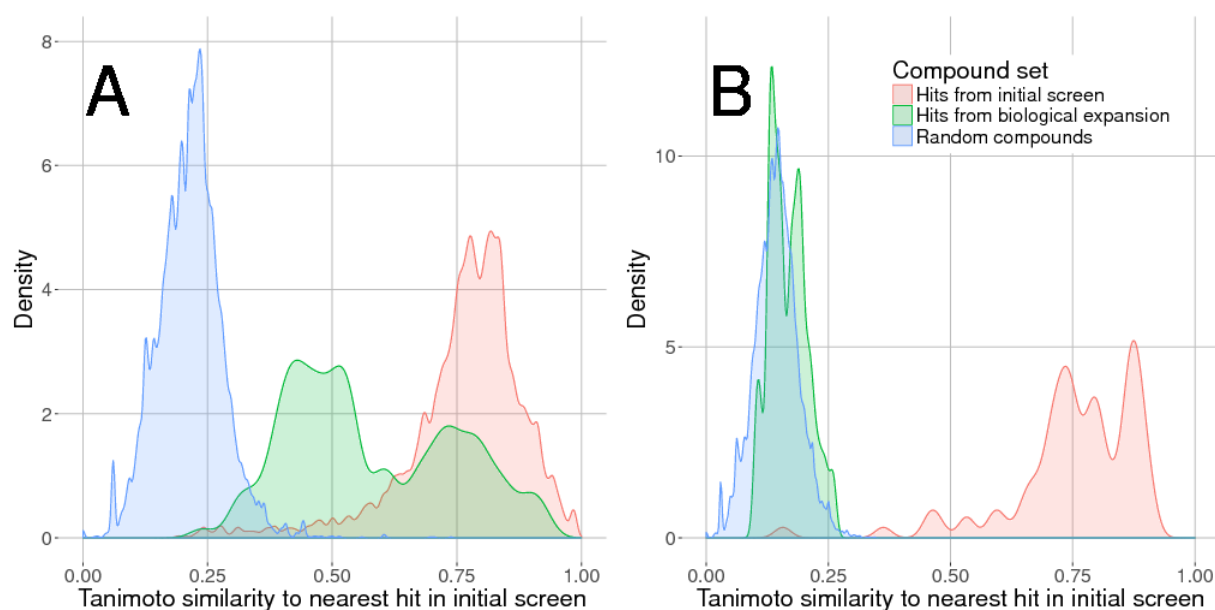 A
8
6
4
2
0
Density
0.00 0.25 0.50 0.75 1.00
Tanimoto similarity to nearest hit in initial screen
B
Compound set
Hits from initial screen
Hits from biological expansion
Random compounds
10
5
0
Density
0.00 0.25 0.50 0.75 1.00
Tanimoto similarity to nearest hit in initial screen